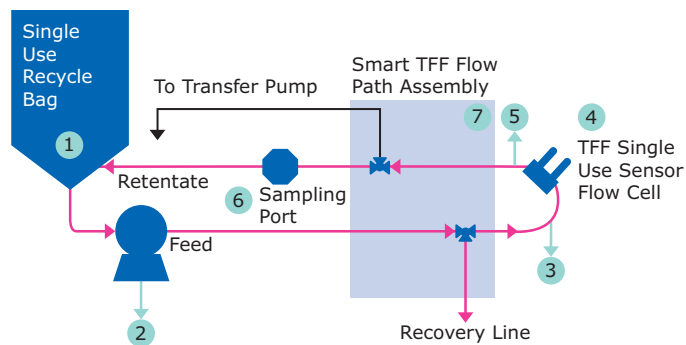 Single
Use
Recycle
Bag
1
To Transfer Pump
Smart TFF Flow
Path Assembly
7
5
4
TFF Single
Use Sensor
Flow Cell
Retentate
6
Sampling
Port
Feed
3
2
Recovery Line